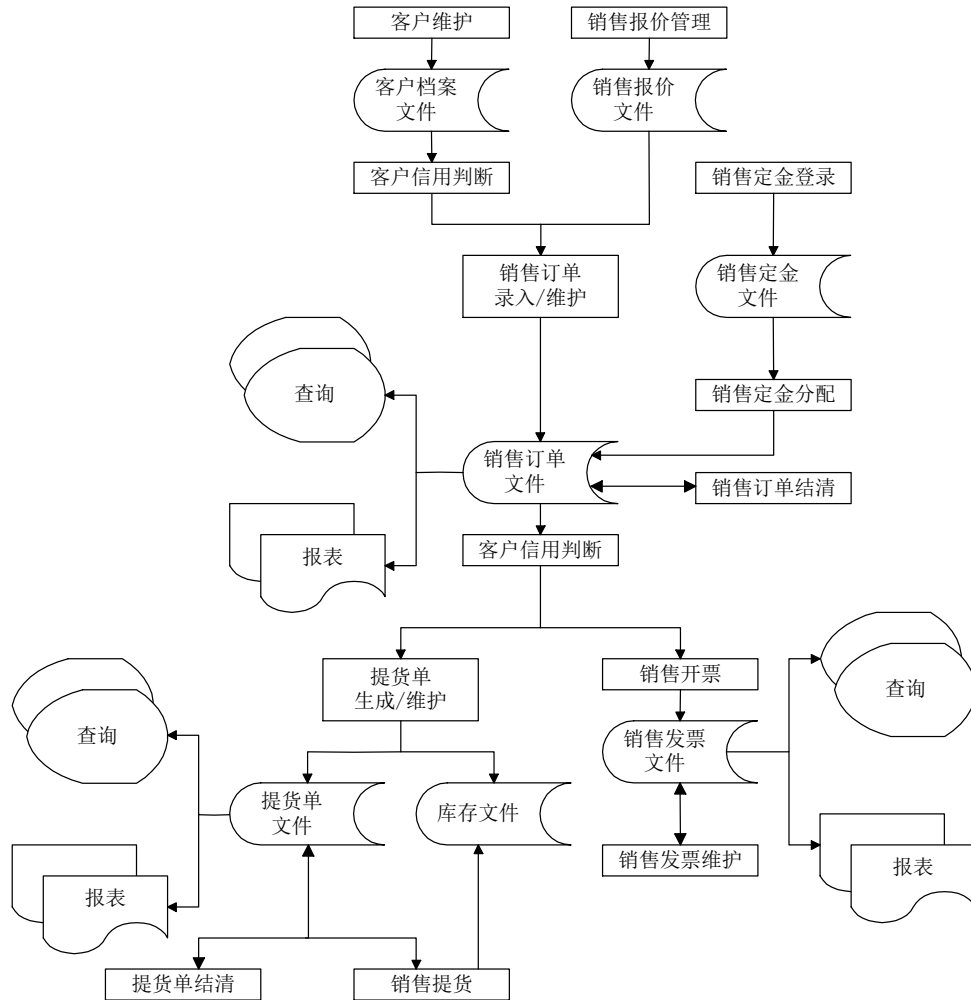 客户维护
销售报价管理
客户档案
文件
销售报价
文件
客户信用判断
销售定金登录
销售订单
录入/维护
销售定金
文件
查询
销售定金分配
销售订单
文件
销售订单结清
报表
客户信用判断
提货单
生成/维护
销售开票
查询
查询
销售发票
文件
提货单
文件
库存文件
销售发票维护
报表
报表
提货单结清
销售提货